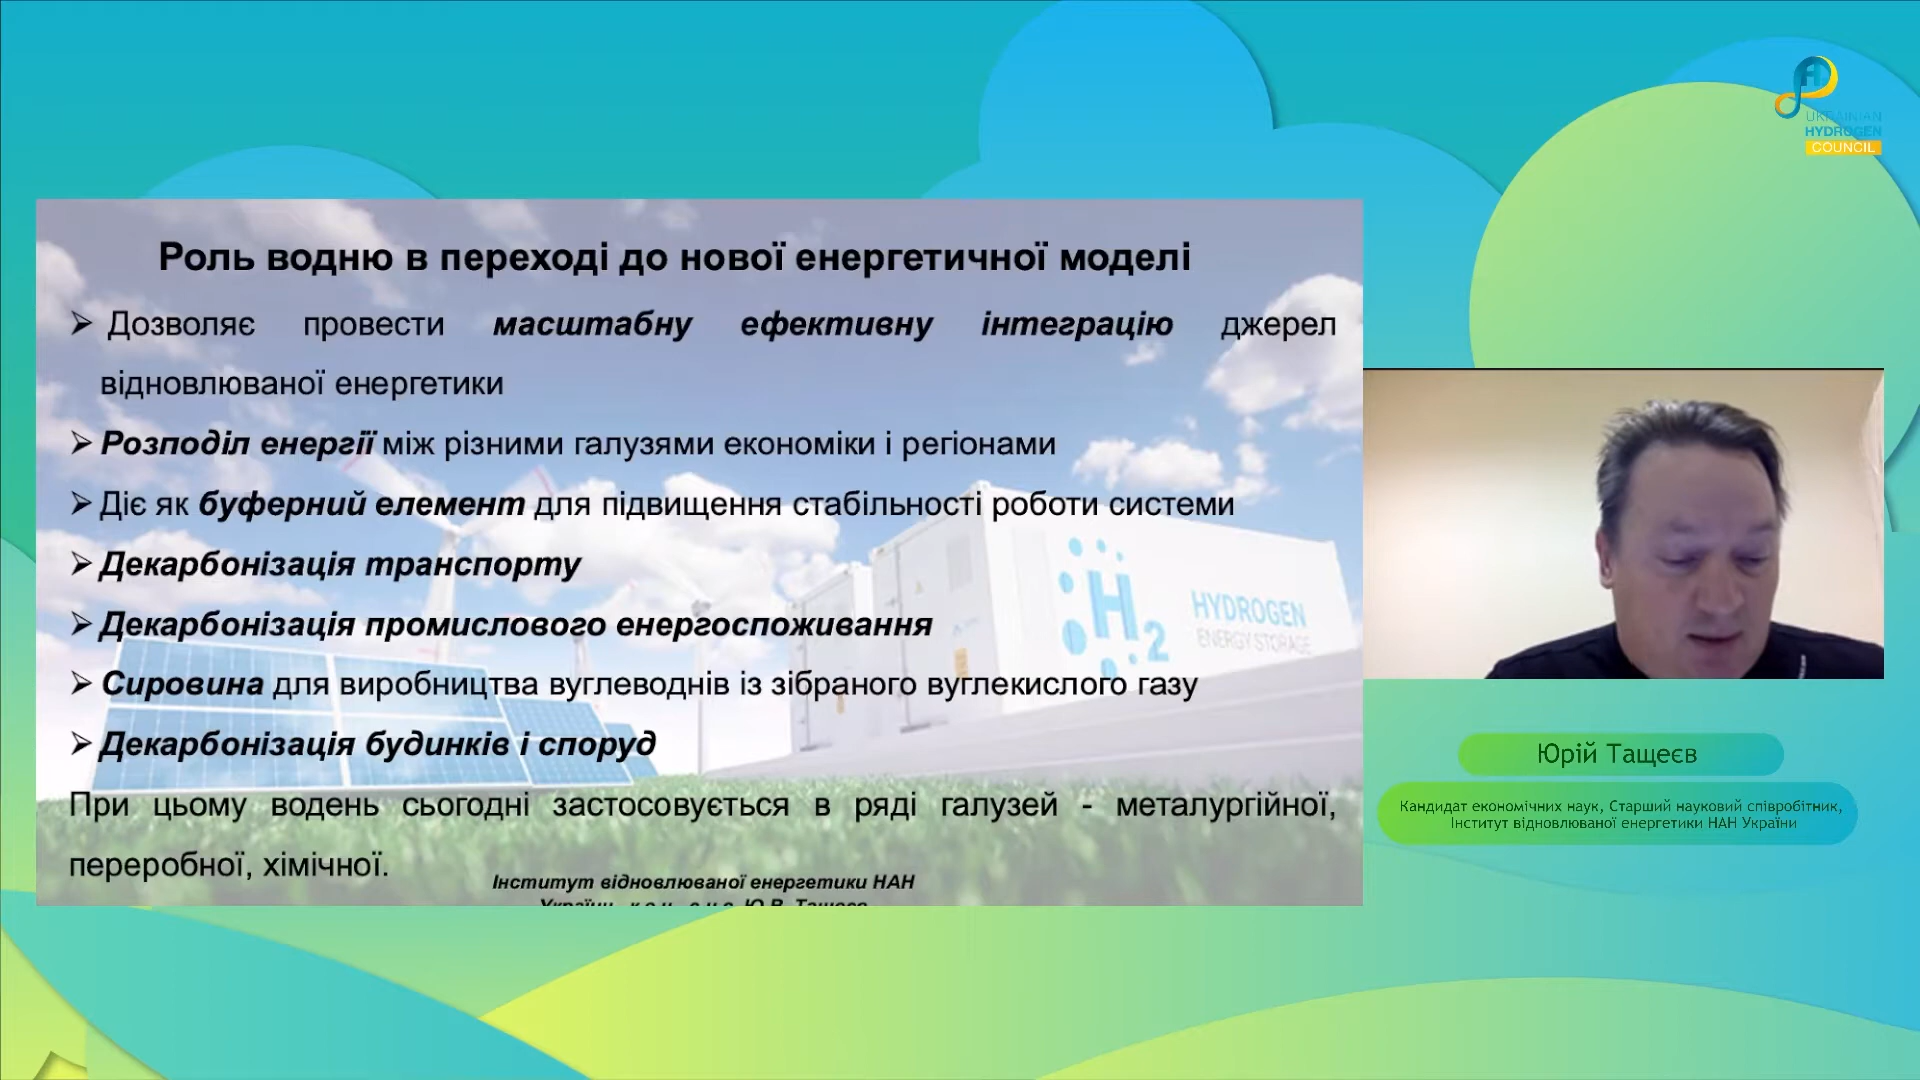 UKRAINIAN
HYDROGEN
COUNCIL
Роль водню в переході до нової енергетичної моделі
➢ Дозволяє провести масштабну ефективну інтеграцію джерел
відновлюваної енергетики
➢ Розподіл енергії між різними галузями економіки і регіонами
➢ Діє як буферний елемент для підвищення стабільності роботи системи
➢ Декарбонізація транспорту
➢ Декарбонізація промислового енергоспоживання
➢ Сировина для виробництва вуглеводнів із зібраного вуглекислого газу
➢ Декарбонізація будинків і споруд
При цьому водень сьогодні застосовується в ряді галузей - металургійної,
переробної, хімічної.
Інститут відновлюваної енергетики НАН
H2
HYDROGEN
ENERGY STORAGE
Юрій Тащеєв
Кандидат економічних наук, Старший науковий співробітник,
Інститут відновлюваної енергетики НАН України